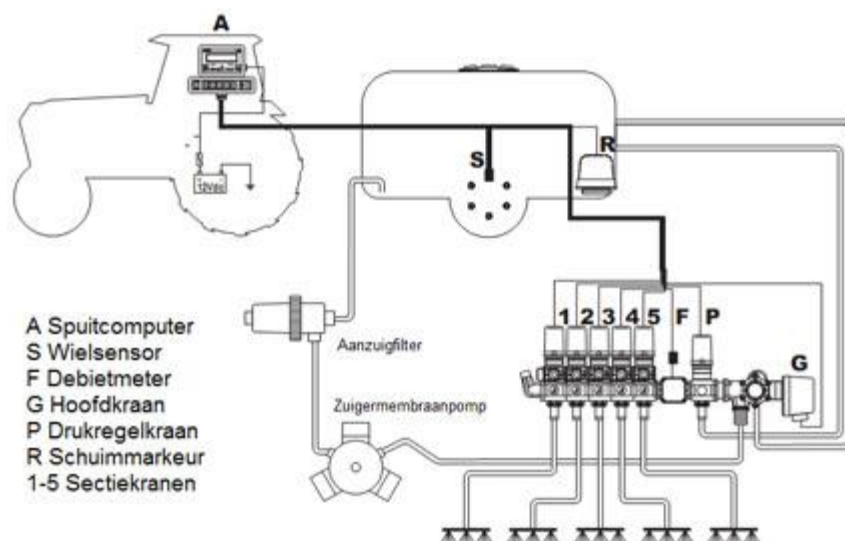 A
12Vdc
S
R
1 2 3 4 5 F P
G
Aanzuigfilter
Zuigermembraanpomp
A Spuitcomputer
S Wielsensor
F Debietmeter
G Hoofdkraan
P Drukregelkraan
R Schuimmarkeur
1-5 Sectiekranen